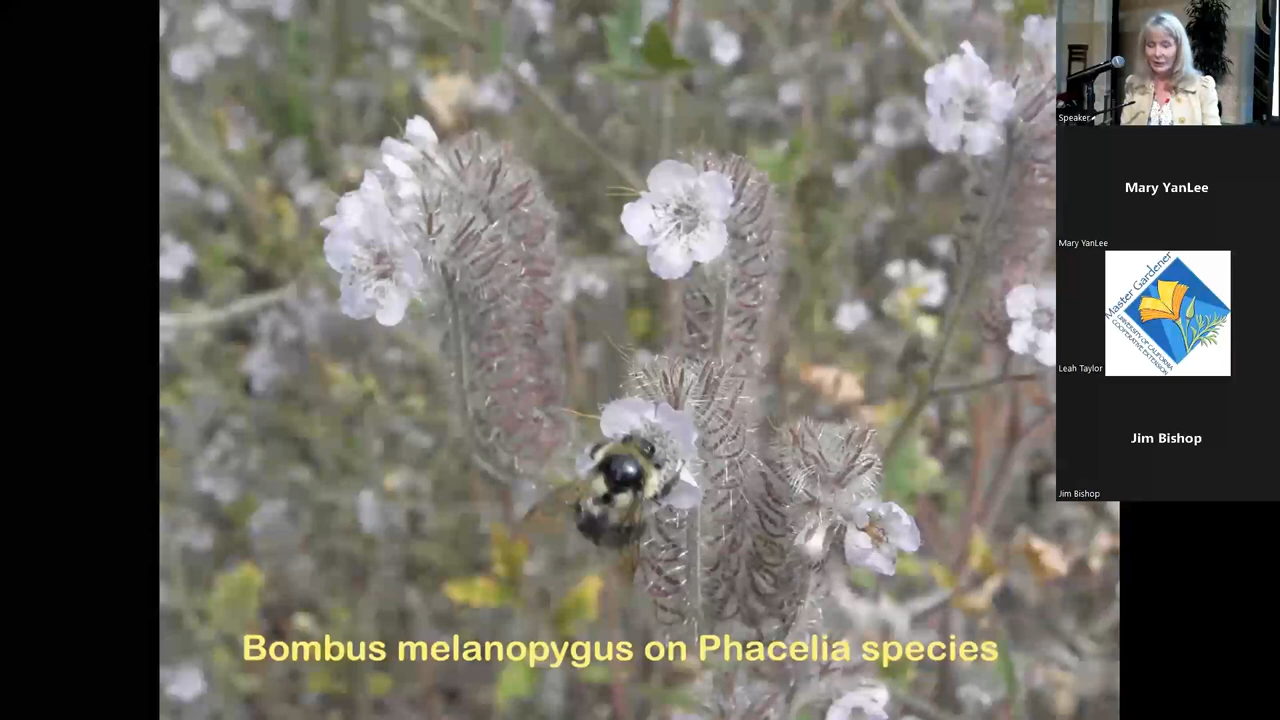 Speaker
Mary YanLee
Mary YanLee
Master Gardener
UNIVERSITY OF CALIFORNIA
COOPERATIVE EXTENSION
Leah Taylor
Jim Bishop
Jim Bishop
Bombus melanopygus on Phacelia species